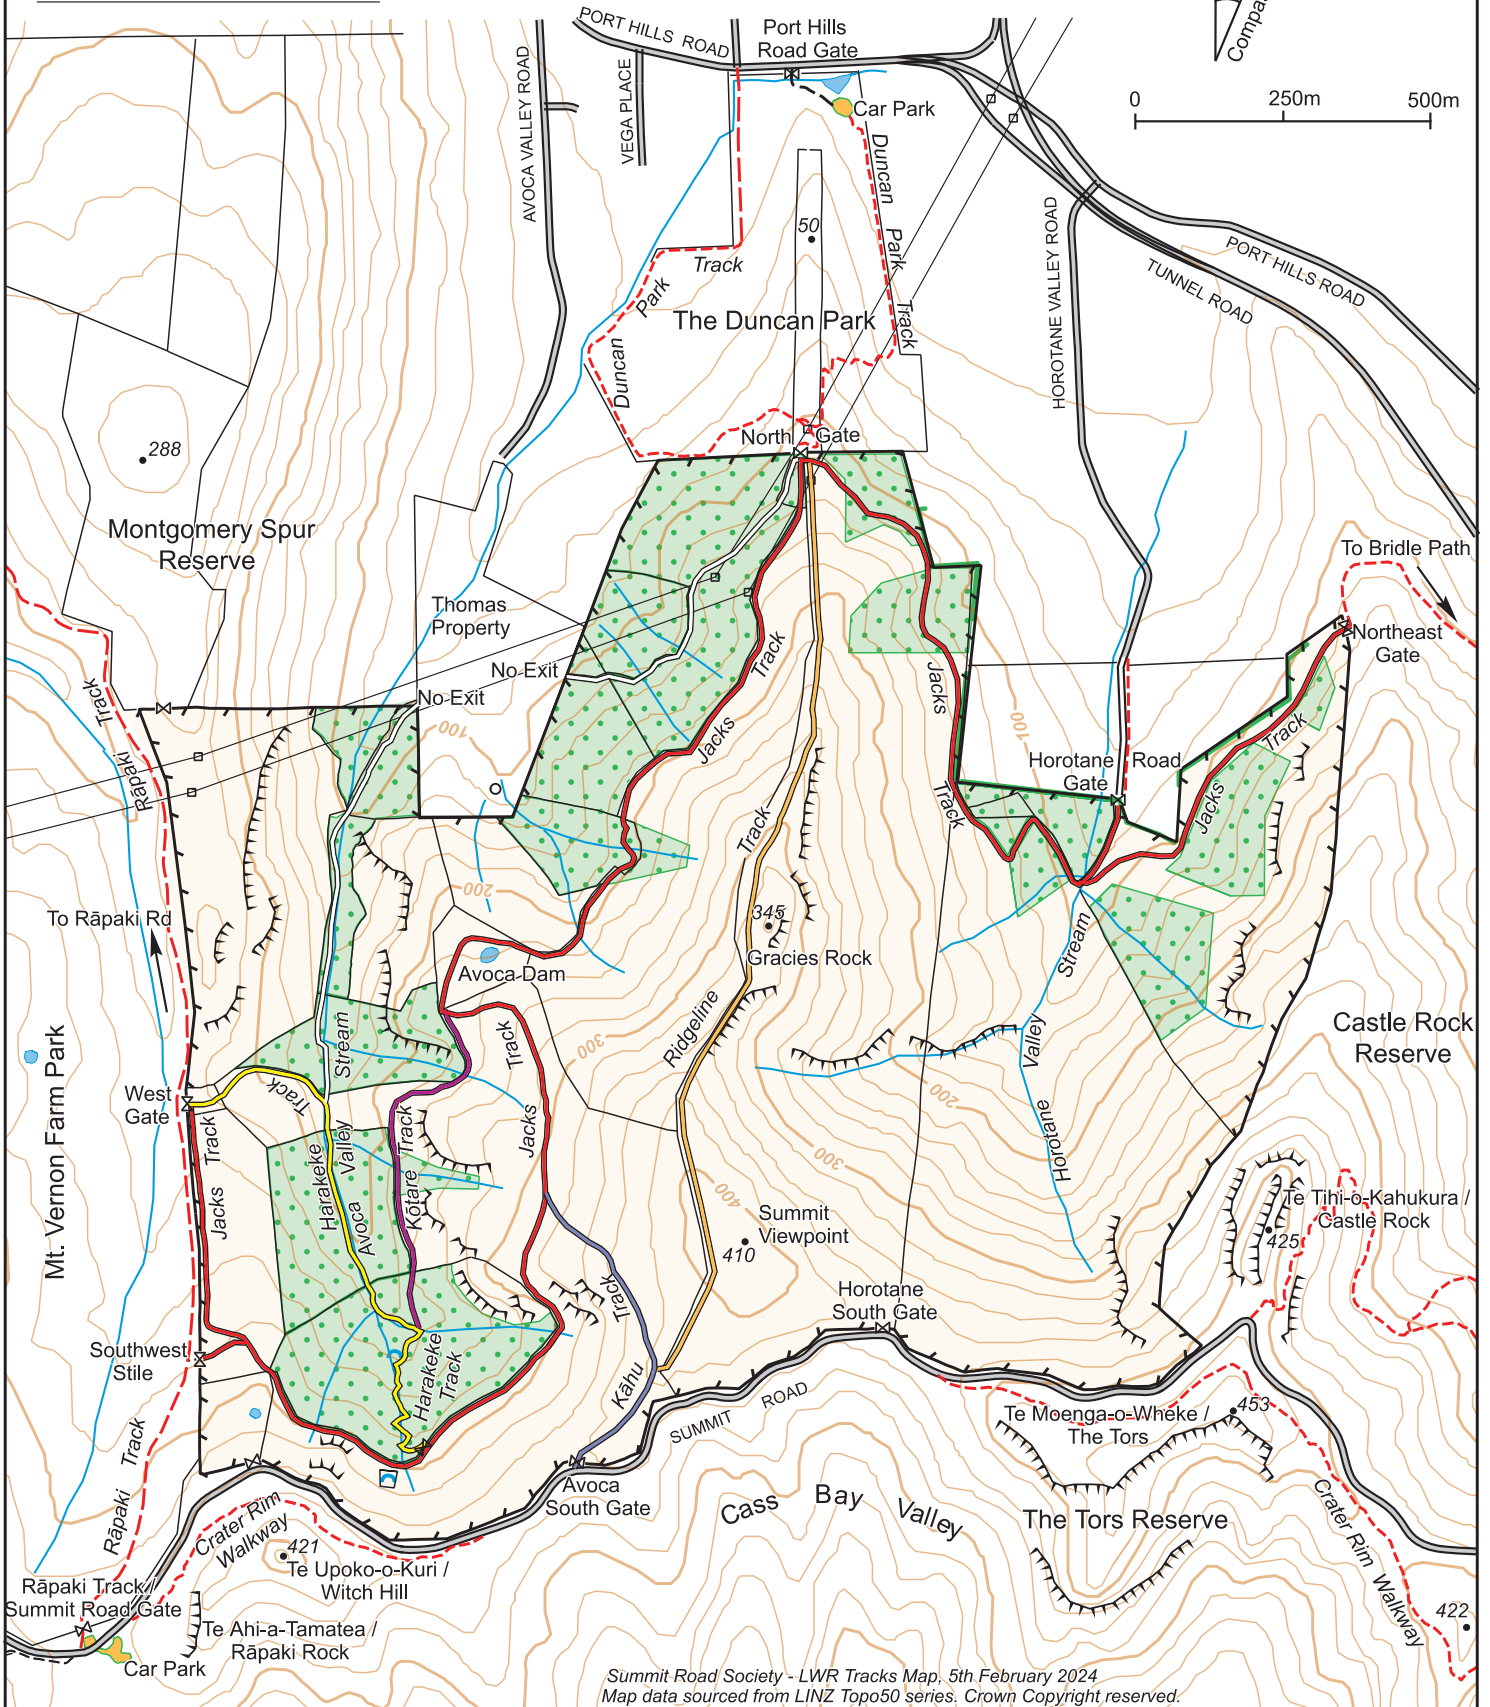 PORT HILLS ROAD
Port Hills
Road Gate
Compa
0 250m 500m
AVOCA VALLEY ROAD
VEGA PLACE
Car Park
Duncan Park Track
50
Duncan Park Track
The Duncan Park
HOROTANE VALLEY ROAD
TUNNEL ROAD
PORT HILLS ROAD
288
North Gate
Montgomery Spur
Reserve
To Bridle Path
Thomas
Property
No Exit
No Exit
Northeast
Gate
Rāpaki Track
100
Jacks Track
Jacks Track
100
Horotane Road
Gate
Jacks Track
Track
200
To Rāpaki Rd
345
Gracies Rock
Avoca Dam
Stream
Ridgeline
300
Track
Stream
Valley
Horotane
Castle Rock
Reserve
Mt. Vernon Farm Park
West
Gate
Track
Jacks Track
Harakeke
Avoca Valley
Kōtare Track
Jacks
200
300
400
Te Tihi-o-Kahukura /
Castle Rock
425
Summit
Viewpoint
410
Horotane
South Gate
Southwest
Stile
Harakeke
Track
Kāhu Track
SUMMIT ROAD
453
Te Moenga-o-Wheke /
The Tors
Rāpaki Track
Avoca
South Gate
Cass Bay Valley
The Tors Reserve
Crater Rim
Walkway
421
Te Upoko-o-Kuri /
Witch Hill
Crater Rim Walkway
Rāpaki Track /
Summit Road Gate
Te Ahi-a-Tamatea /
Rāpaki Rock
Car Park
422
Summit Road Society - LWR Tracks Map, 5th February 2024
Map data sourced from LINZ Topo50 series. Crown Copyright reserved.